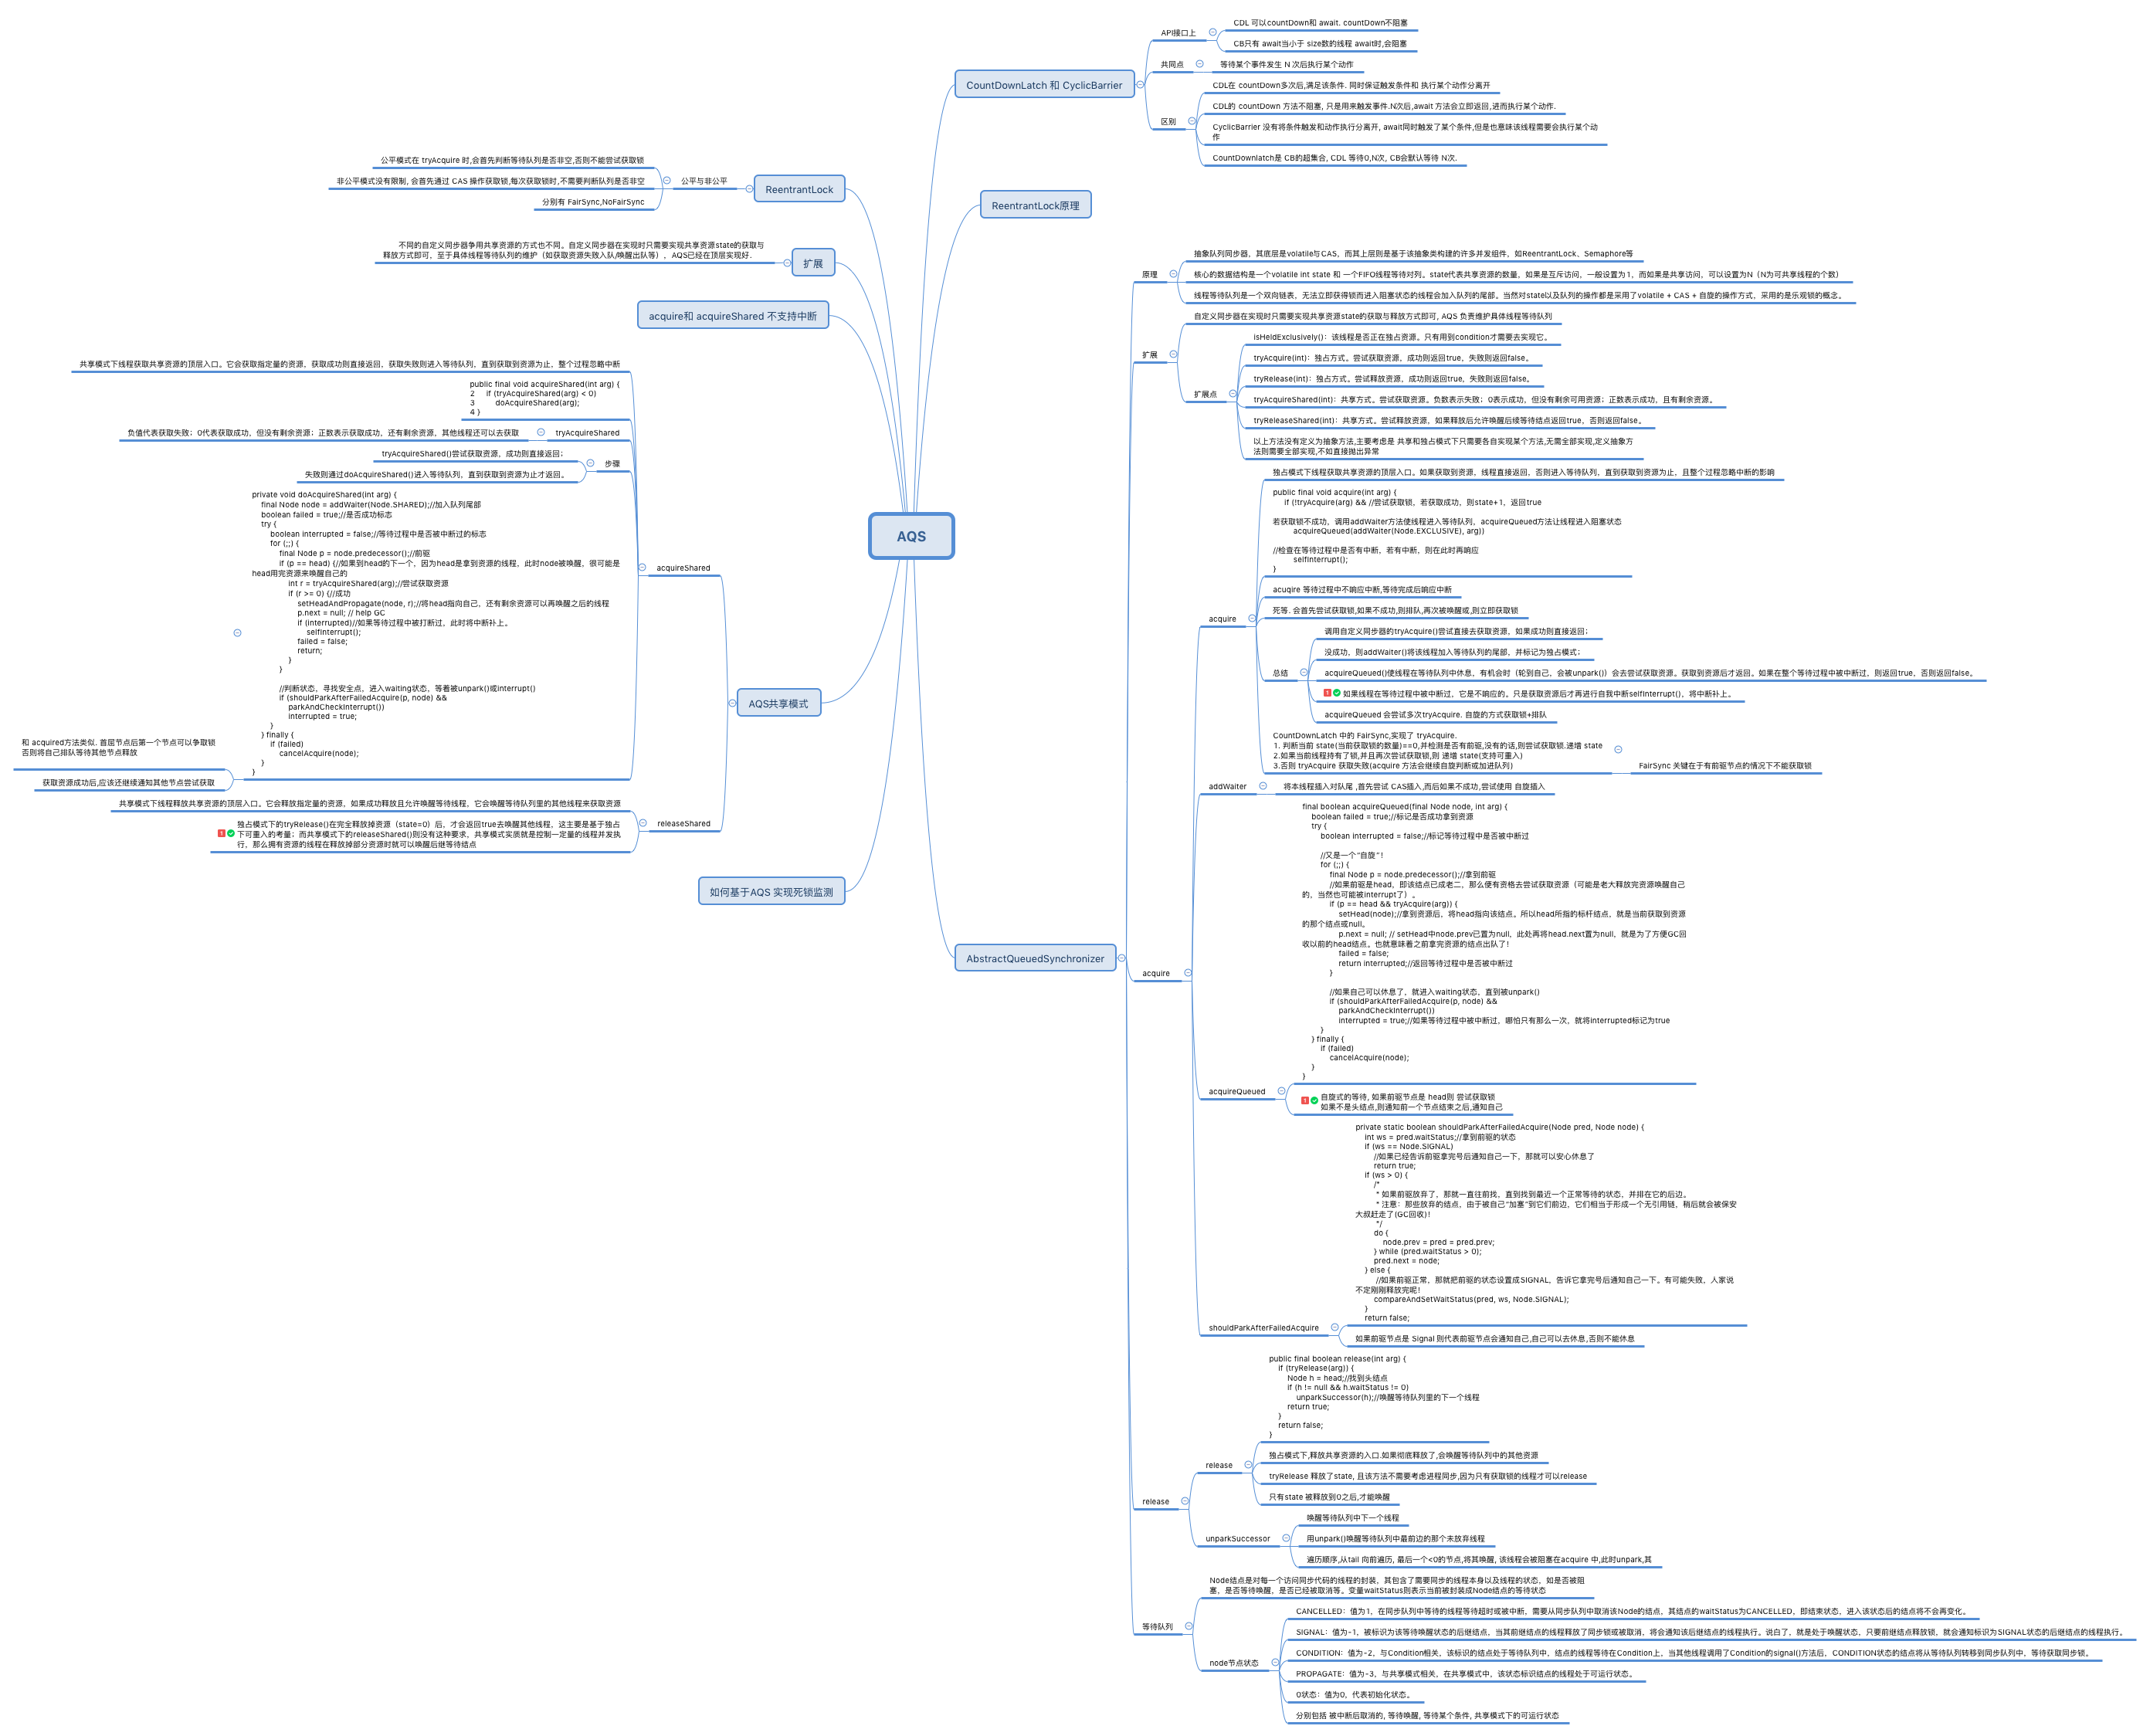 AQS
CountDownLatch 和 CyclicBarrier
API接口上
CDL 可以countDown和 await. countDown不阻塞
CB只有 await当小于 size数的线程 await时,会阻塞
共同点
等待某个事件发生 N 次后执行某个动作
区别
CDL在 countDown多次后,满足该条件. 同时保证触发条件和 执行某个动作分离开
CDL的 countDown 方法不阻塞, 只是用来触发事件.N次后,await 方法会立即返回,进而执行某个动作.
CyclicBarrier 没有将条件触发和动作执行分离开, await同时触发了某个条件,但是也意味该线程需要会执行某个动
作
CountDownlatch是 CB的超集合, CDL 等待0,N次, CB会默认等待 N次.
ReentrantLock原理
AbstractQueuedSynchronizer
原理
抽象队列同步器，其底层是volatile与CAS，而其上层则是基于该抽象类构建的许多并发组件，如ReentrantLock、Semaphore等
核心的数据结构是一个volatile int state 和 一个FIFO线程等待对列。state代表共享资源的数量，如果是互斥访问，一般设置为1，而如果是共享访问，可以设置为N（N为可共享线程的个数）
线程等待队列是一个双向链表，无法立即获得锁而进入阻塞状态的线程会加入队列的尾部。当然对state以及队列的操作都是采用了volatile + CAS + 自旋的操作方式，采用的是乐观锁的概念。
扩展
自定义同步器在实现时只需要实现共享资源state的获取与释放方式即可, AQS 负责维护具体线程等待队列
扩展点
isHeldExclusively()：该线程是否正在独占资源。只有用到condition才需要去实现它。
tryAcquire(int)：独占方式。尝试获取资源，成功则返回true，失败则返回false。
tryRelease(int)：独占方式。尝试释放资源，成功则返回true，失败则返回false。
tryAcquireShared(int)：共享方式。尝试获取资源。负数表示失败；0表示成功，但没有剩余可用资源；正数表示成功，且有剩余资源。
tryReleaseShared(int)：共享方式。尝试释放资源，如果释放后允许唤醒后续等待结点返回true，否则返回false。
以上方法没有定义为抽象方法,主要考虑是 共享和独占模式下只需要各自实现某个方法,无需全部实现,定义抽象方
法则需要全部实现,不如直接抛出异常
acquire
acquire
独占模式下线程获取共享资源的顶层入口。如果获取到资源，线程直接返回，否则进入等待队列，直到获取到资源为止，且整个过程忽略中断的影响
public final void acquire(int arg) {
if (!tryAcquire(arg) && //尝试获取锁，若获取成功，则state+1，返回true
若获取锁不成功，调用addWaiter方法使线程进入等待队列，acquireQueued方法让线程进入阻塞状态
acquireQueued(addWaiter(Node.EXCLUSIVE), arg))
//检查在等待过程中是否有中断，若有中断，则在此时再响应
selfInterrupt();
}
acuqire 等待过程中不响应中断,等待完成后响应中断
死等. 会首先尝试获取锁,如果不成功,则排队,再次被唤醒或,则立即获取锁
总结
调用自定义同步器的tryAcquire()尝试直接去获取资源，如果成功则直接返回；
没成功，则addWaiter()将该线程加入等待队列的尾部，并标记为独占模式；
acquireQueued()使线程在等待队列中休息，有机会时（轮到自己，会被unpark()）会去尝试获取资源。获取到资源后才返回。如果在整个等待过程中被中断过，则返回true，否则返回false。
1 如果线程在等待过程中被中断过，它是不响应的。只是获取资源后才再进行自我中断selfInterrupt()，将中断补上。
acquireQueued 会尝试多次tryAcquire. 自旋的方式获取锁+排队
CountDownLatch 中的 FairSync,实现了 tryAcquire.
1. 判断当前 state(当前获取锁的数量)==0,并检测是否有前驱,没有的话,则尝试获取锁.递增 state
2.如果当前线程持有了锁,并且再次尝试获取锁,则 递增 state(支持可重入)
3.否则 tryAcquire 获取失败(acquire 方法会继续自旋判断或加进队列)
FairSync 关键在于有前驱节点的情况下不能获取锁
addWaiter
将本线程插入对队尾 ,首先尝试 CAS插入,而后如果不成功,尝试使用 自旋插入
acquireQueued
final boolean acquireQueued(final Node node, int arg) {
boolean failed = true;//标记是否成功拿到资源
try {
boolean interrupted = false;//标记等待过程中是否被中断过
//又是一个“自旋”！
for (;;) {
final Node p = node.predecessor();//拿到前驱
//如果前驱是head，即该结点已成老二，那么便有资格去尝试获取资源（可能是老大释放完资源唤醒自己
的，当然也可能被interrupt了）。
if (p == head && tryAcquire(arg)) {
setHead(node);//拿到资源后，将head指向该结点。所以head所指的标杆结点，就是当前获取到资源
的那个结点或null。
p.next = null; // setHead中node.prev已置为null，此处再将head.next置为null，就是为了方便GC回
收以前的head结点。也就意味着之前拿完资源的结点出队了！
failed = false;
return interrupted;//返回等待过程中是否被中断过
}
//如果自己可以休息了，就进入waiting状态，直到被unpark()
if (shouldParkAfterFailedAcquire(p, node) &&
parkAndCheckInterrupt())
interrupted = true;//如果等待过程中被中断过，哪怕只有那么一次，就将interrupted标记为true
}
} finally {
if (failed)
cancelAcquire(node);
}
}
1 自旋式的等待, 如果前驱节点是 head则 尝试获取锁
如果不是头结点,则通知前一个节点结束之后,通知自己
shouldParkAfterFailedAcquire
private static boolean shouldParkAfterFailedAcquire(Node pred, Node node) {
int ws = pred.waitStatus;//拿到前驱的状态
if (ws == Node.SIGNAL)
//如果已经告诉前驱拿完号后通知自己一下，那就可以安心休息了
return true;
if (ws > 0) {
/*
* 如果前驱放弃了，那就一直往前找，直到找到最近一个正常等待的状态，并排在它的后边。
* 注意：那些放弃的结点，由于被自己“加塞”到它们前边，它们相当于形成一个无引用链，稍后就会被保安
大叔赶走了(GC回收)！
*/
do {
node.prev = pred = pred.prev;
} while (pred.waitStatus > 0);
pred.next = node;
} else {
//如果前驱正常，那就把前驱的状态设置成SIGNAL，告诉它拿完号后通知自己一下。有可能失败，人家说
不定刚刚释放完呢！
compareAndSetWaitStatus(pred, ws, Node.SIGNAL);
}
return false;
如果前驱节点是 Signal 则代表前驱节点会通知自己,自己可以去休息,否则不能休息
release
release
public final boolean release(int arg) {
if (tryRelease(arg)) {
Node h = head;//找到头结点
if (h != null && h.waitStatus != 0)
unparkSuccessor(h);//唤醒等待队列里的下一个线程
return true;
}
return false;
}
独占模式下,释放共享资源的入口.如果彻底释放了,会唤醒等待队列中的其他资源
tryRelease 释放了state, 且该方法不需要考虑进程同步,因为只有获取锁的线程才可以release
只有state 被释放到0之后,才能唤醒
unparkSuccessor
唤醒等待队列中下一个线程
用unpark()唤醒等待队列中最前边的那个未放弃线程
遍历顺序,从tail 向前遍历, 最后一个<0的节点,将其唤醒, 该线程会被阻塞在acquire 中,此时unpark,其
等待队列
Node结点是对每一个访问同步代码的线程的封装，其包含了需要同步的线程本身以及线程的状态，如是否被阻
塞，是否等待唤醒，是否已经被取消等。变量waitStatus则表示当前被封装成Node结点的等待状态
node节点状态
CANCELLED：值为1，在同步队列中等待的线程等待超时或被中断，需要从同步队列中取消该Node的结点，其结点的waitStatus为CANCELLED，即结束状态，进入该状态后的结点将不会再变化。
SIGNAL：值为-1，被标识为该等待唤醒状态的后继结点，当其前继结点的线程释放了同步锁或被取消，将会通知该后继结点的线程执行。说白了，就是处于唤醒状态，只要前继结点释放锁，就会通知标识为SIGNAL状态的后继结点的线程执行。
CONDITION：值为-2，与Condition相关，该标识的结点处于等待队列中，结点的线程等待在Condition上，当其他线程调用了Condition的signal()方法后，CONDITION状态的结点将从等待队列转移到同步队列中，等待获取同步锁。
PROPAGATE：值为-3，与共享模式相关，在共享模式中，该状态标识结点的线程处于可运行状态。
0状态：值为0，代表初始化状态。
分别包括 被中断后取消的, 等待唤醒, 等待某个条件, 共享模式下的可运行状态
ReentrantLock
公平与非公平
公平模式在 tryAcquire 时,会首先判断等待队列是否非空,否则不能尝试获取锁
非公平模式没有限制, 会首先通过 CAS 操作获取锁,每次获取锁时,不需要判断队列是否非空
分别有 FairSync,NoFairSync
扩展
不同的自定义同步器争用共享资源的方式也不同。自定义同步器在实现时只需要实现共享资源state的获取与
释放方式即可，至于具体线程等待队列的维护（如获取资源失败入队/唤醒出队等），AQS已经在顶层实现好.
acquire和 acquireShared 不支持中断
AQS共享模式
acquireShared
共享模式下线程获取共享资源的顶层入口。它会获取指定量的资源，获取成功则直接返回，获取失败则进入等待队列，直到获取到资源为止，整个过程忽略中断
public final void acquireShared(int arg) {
2 if (tryAcquireShared(arg) < 0)
3 doAcquireShared(arg);
4 }
tryAcquireShared
负值代表获取失败；0代表获取成功，但没有剩余资源；正数表示获取成功，还有剩余资源，其他线程还可以去获取
步骤
tryAcquireShared()尝试获取资源，成功则直接返回；
失败则通过doAcquireShared()进入等待队列，直到获取到资源为止才返回。
private void doAcquireShared(int arg) {
final Node node = addWaiter(Node.SHARED);//加入队列尾部
boolean failed = true;//是否成功标志
try {
boolean interrupted = false;//等待过程中是否被中断过的标志
for (;;) {
final Node p = node.predecessor();//前驱
if (p == head) {//如果到head的下一个，因为head是拿到资源的线程，此时node被唤醒，很可能是
head用完资源来唤醒自己的
int r = tryAcquireShared(arg);//尝试获取资源
if (r >= 0) {//成功
setHeadAndPropagate(node, r);//将head指向自己，还有剩余资源可以再唤醒之后的线程
p.next = null; // help GC
if (interrupted)//如果等待过程中被打断过，此时将中断补上。
selfInterrupt();
failed = false;
return;
}
}
//判断状态，寻找安全点，进入waiting状态，等着被unpark()或interrupt()
if (shouldParkAfterFailedAcquire(p, node) &&
parkAndCheckInterrupt())
interrupted = true;
}
} finally {
if (failed)
cancelAcquire(node);
}
}
和 acquired方法类似. 首届节点后第一个节点可以争取锁
否则将自己排队等待其他节点释放
获取资源成功后,应该还继续通知其他节点尝试获取
releaseShared
共享模式下线程释放共享资源的顶层入口。它会释放指定量的资源，如果成功释放且允许唤醒等待线程，它会唤醒等待队列里的其他线程来获取资源
1 独占模式下的tryRelease()在完全释放掉资源（state=0）后，才会返回true去唤醒其他线程，这主要是基于独占
下可重入的考量；而共享模式下的releaseShared()则没有这种要求，共享模式实质就是控制一定量的线程并发执
行，那么拥有资源的线程在释放掉部分资源时就可以唤醒后继等待结点
如何基于AQS 实现死锁监测